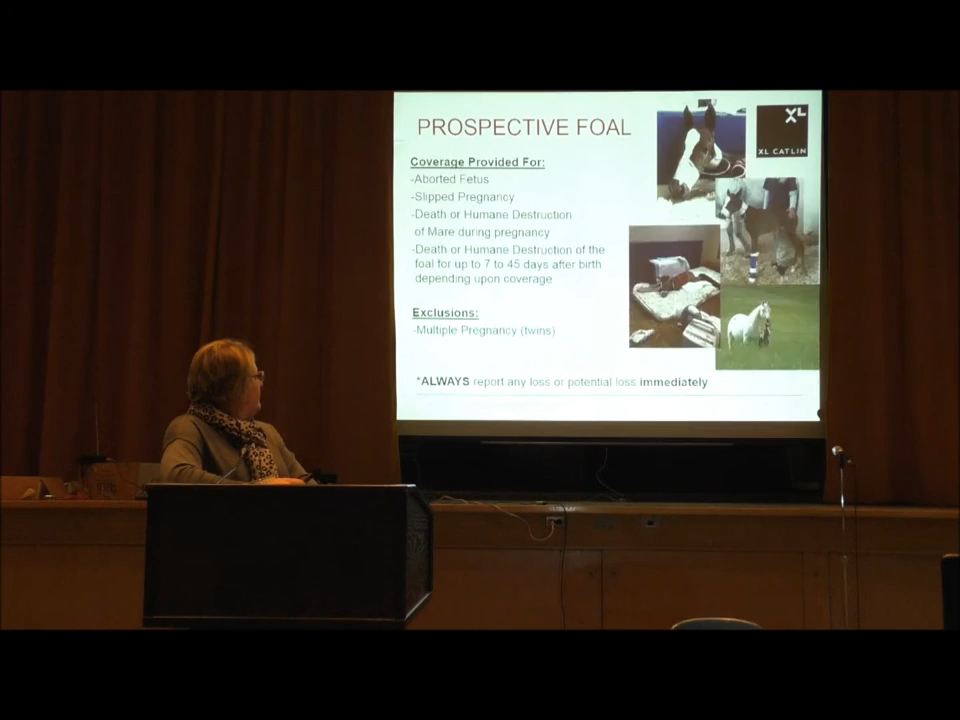 PROSPECTIVE FOAL
XL
XL CATLIN
Coverage Provided For:
-Aborted Fetus
-Slipped Pregnancy
-Death or Humane Destruction
of Mare during pregnancy
-Death or Humane Destruction of the
foal for up to 7 to 45 days after birth
depending upon coverage
Exclusions:
-Multiple Pregnancy (twins)
*ALWAYS report any loss or potential loss immediately